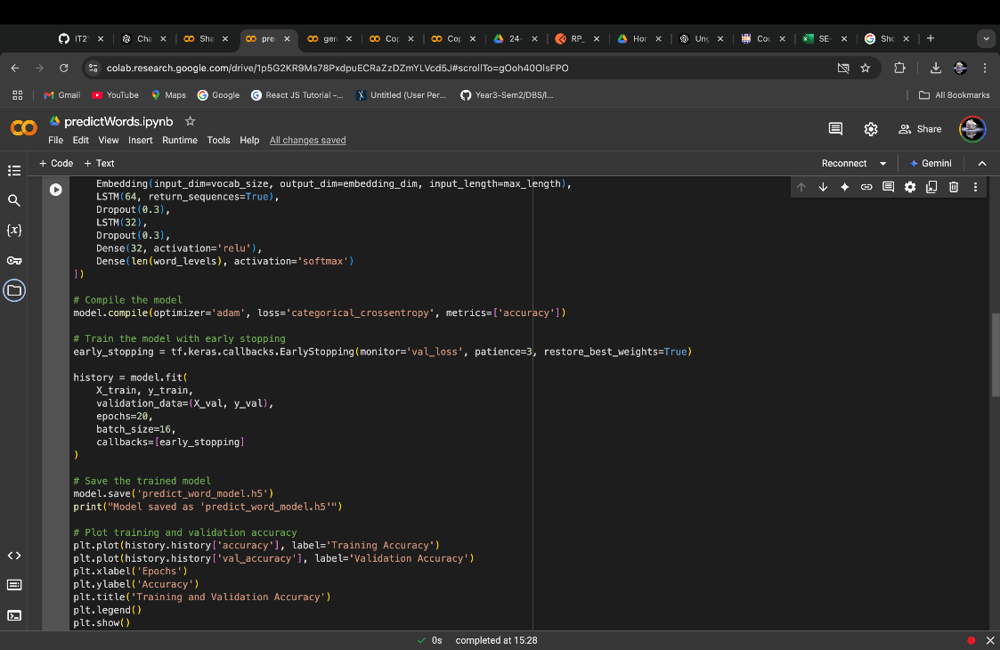 IT2
Cha
Sha
pre
gen
Cop
Cop
24-
RP_
Hor
Ung
Cou
SE-
Sho
colab.research.google.com/drive/1p5G2KR9Ms78PxdpuECRaZzDZmYLVcd5J#scrollTo=gOoh40OlsFPO
Gmail
YouTube
Maps
Google
React JS Tutorial -...
Untitled (User Per...
Year3-Sem2/DBS/l...
All Bookmarks
predictWords.ipynb
File Edit View Insert Runtime Tools Help All changes saved
Share
+ Code + Text
Reconnect
Gemini
Embedding(input_dim=vocab_size, output_dim=embedding_dim, input_length=max_length),
LSTM(64, return_sequences=True),
Dropout(0.3),
LSTM(32),
Dropout(0.3),
Dense(32, activation='relu'),
Dense(len(word_levels), activation='softmax')
])
# Compile the model
model.compile(optimizer='adam', loss='categorical_crossentropy', metrics=['accuracy'])
# Train the model with early stopping
early_stopping = tf.keras.callbacks.EarlyStopping(monitor='val_loss', patience=3, restore_best_weights=True)
history = model.fit(
X_train, y_train,
validation_data=(X_val, y_val),
epochs=20,
batch_size=16,
callbacks=[early_stopping]
)
# Save the trained model
model.save('predict_word_model.h5')
print("Model saved as 'predict_word_model.h5'")
# Plot training and validation accuracy
plt.plot(history.history['accuracy'], label='Training Accuracy')
plt.plot(history.history['val_accuracy'], label='Validation Accuracy')
plt.xlabel('Epochs')
plt.ylabel('Accuracy')
plt.title('Training and Validation Accuracy')
plt.legend()
plt.show()
0s completed at 15:28